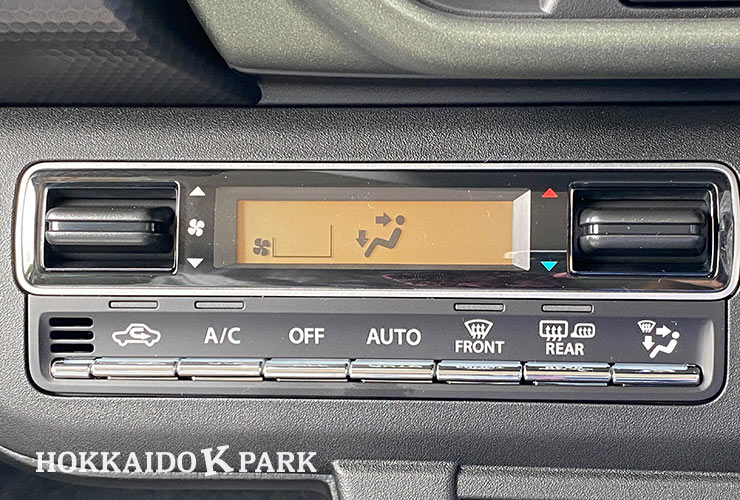 A/C OFF AUTO FRONT REAR
HOKKAIDO K PARK